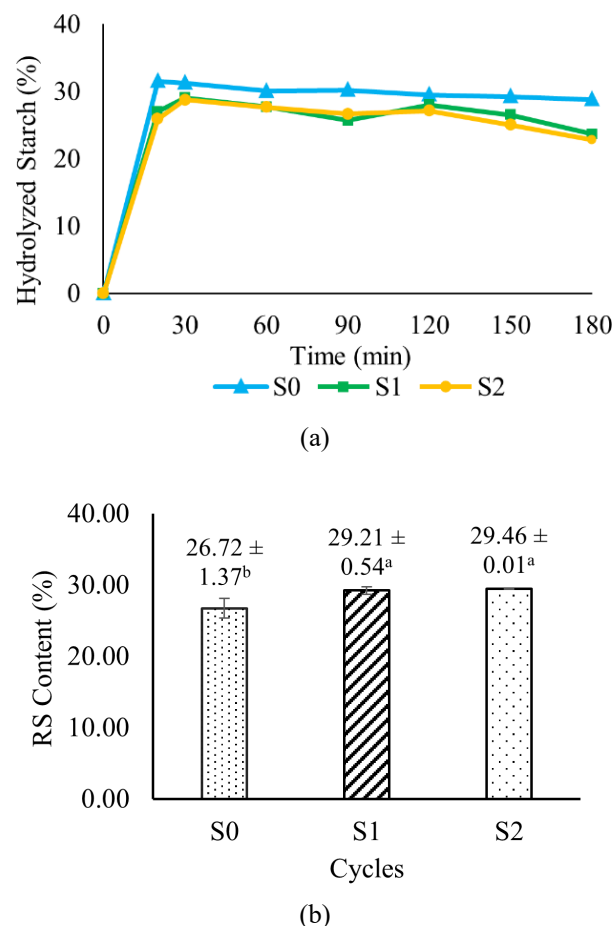 Hydrolyzed Starch (%)
40
30
20
10
0
0 30 60 90 120 150 180
Time (min)
S0 S1 S2
(a)
RS Content (%)
40.00
30.00
20.00
10.00
0.00
26.72 ±
1.37ᵇ
29.21 ±
0.54ᵃ
29.46 ±
0.01ᵃ
S0 S1 S2
Cycles
(b)